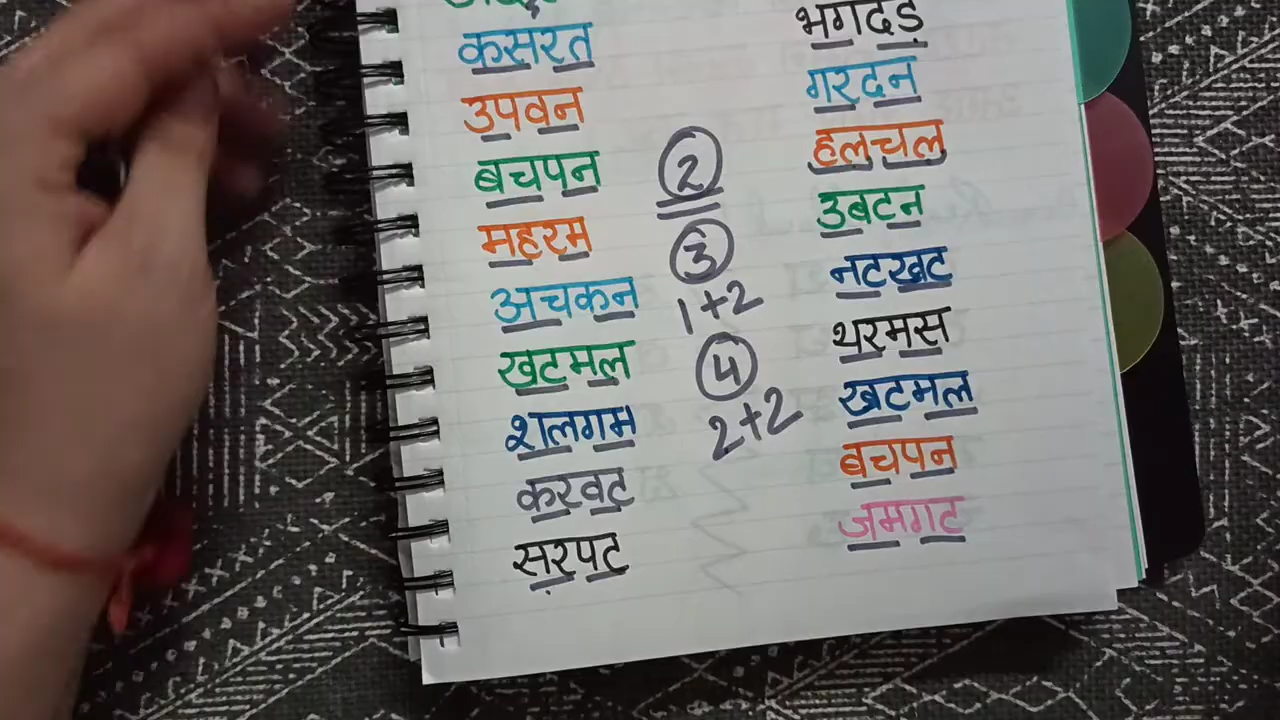 कसरत
उपवन
बचपन
महरम
अचकन
खटमल
शलगम
करवट
सरपट
2
3
1+2
4
2+2
भगदड़
गरदन
हलचल
उबटन
नटखट
थरमस
खटमल
बचपन
जमगट